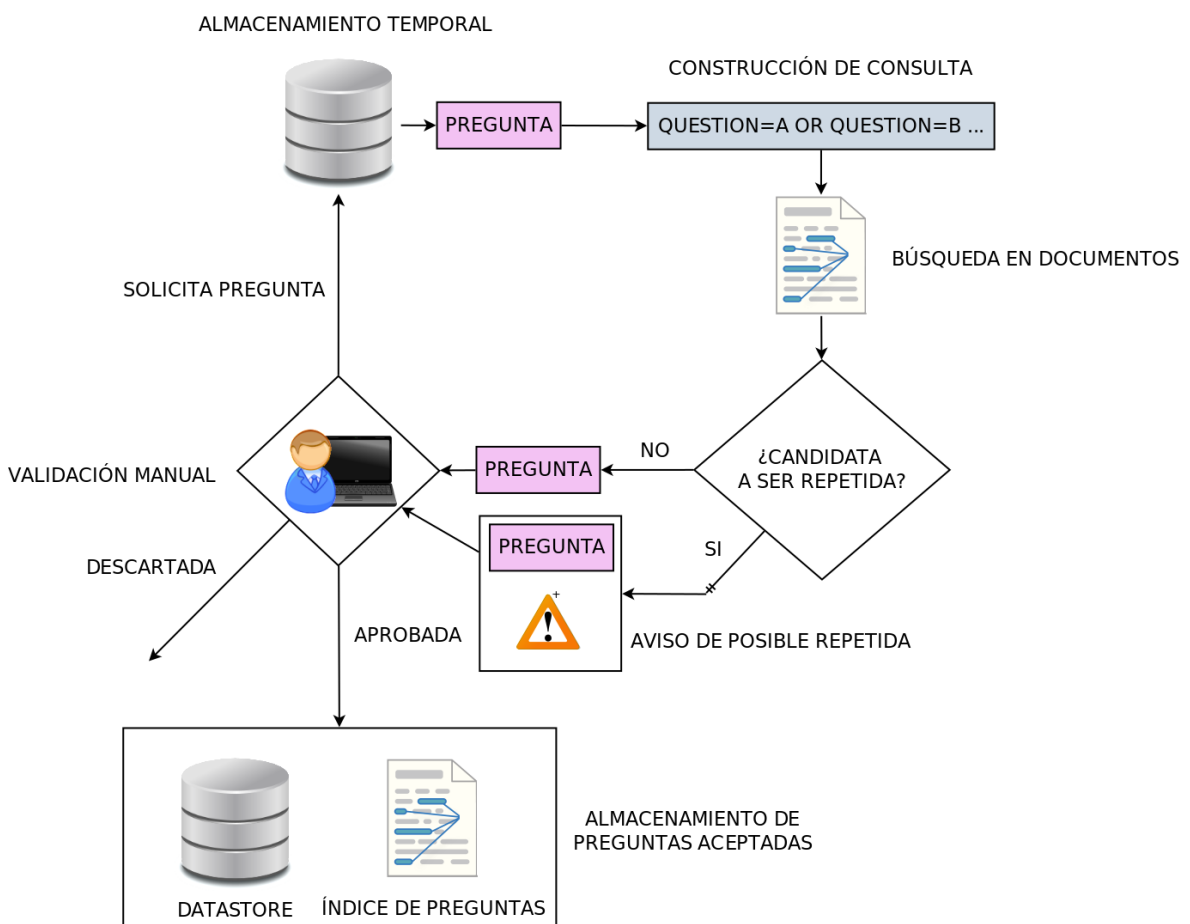 ALMACENAMIENTO TEMPORAL
CONSTRUCCIÓN DE CONSULTA
PREGUNTA
QUESTION=A OR QUESTION=B ...
BÚSQUEDA EN DOCUMENTOS
SOLICITA PREGUNTA
¿CANDIDATA
A SER REPETIDA?
NO
PREGUNTA
VALIDACIÓN MANUAL
SI
PREGUNTA
DESCARTADA
APROBADA
AVISO DE POSIBLE REPETIDA
ALMACENAMIENTO DE
PREGUNTAS ACEPTADAS
DATASTORE
ÍNDICE DE PREGUNTAS